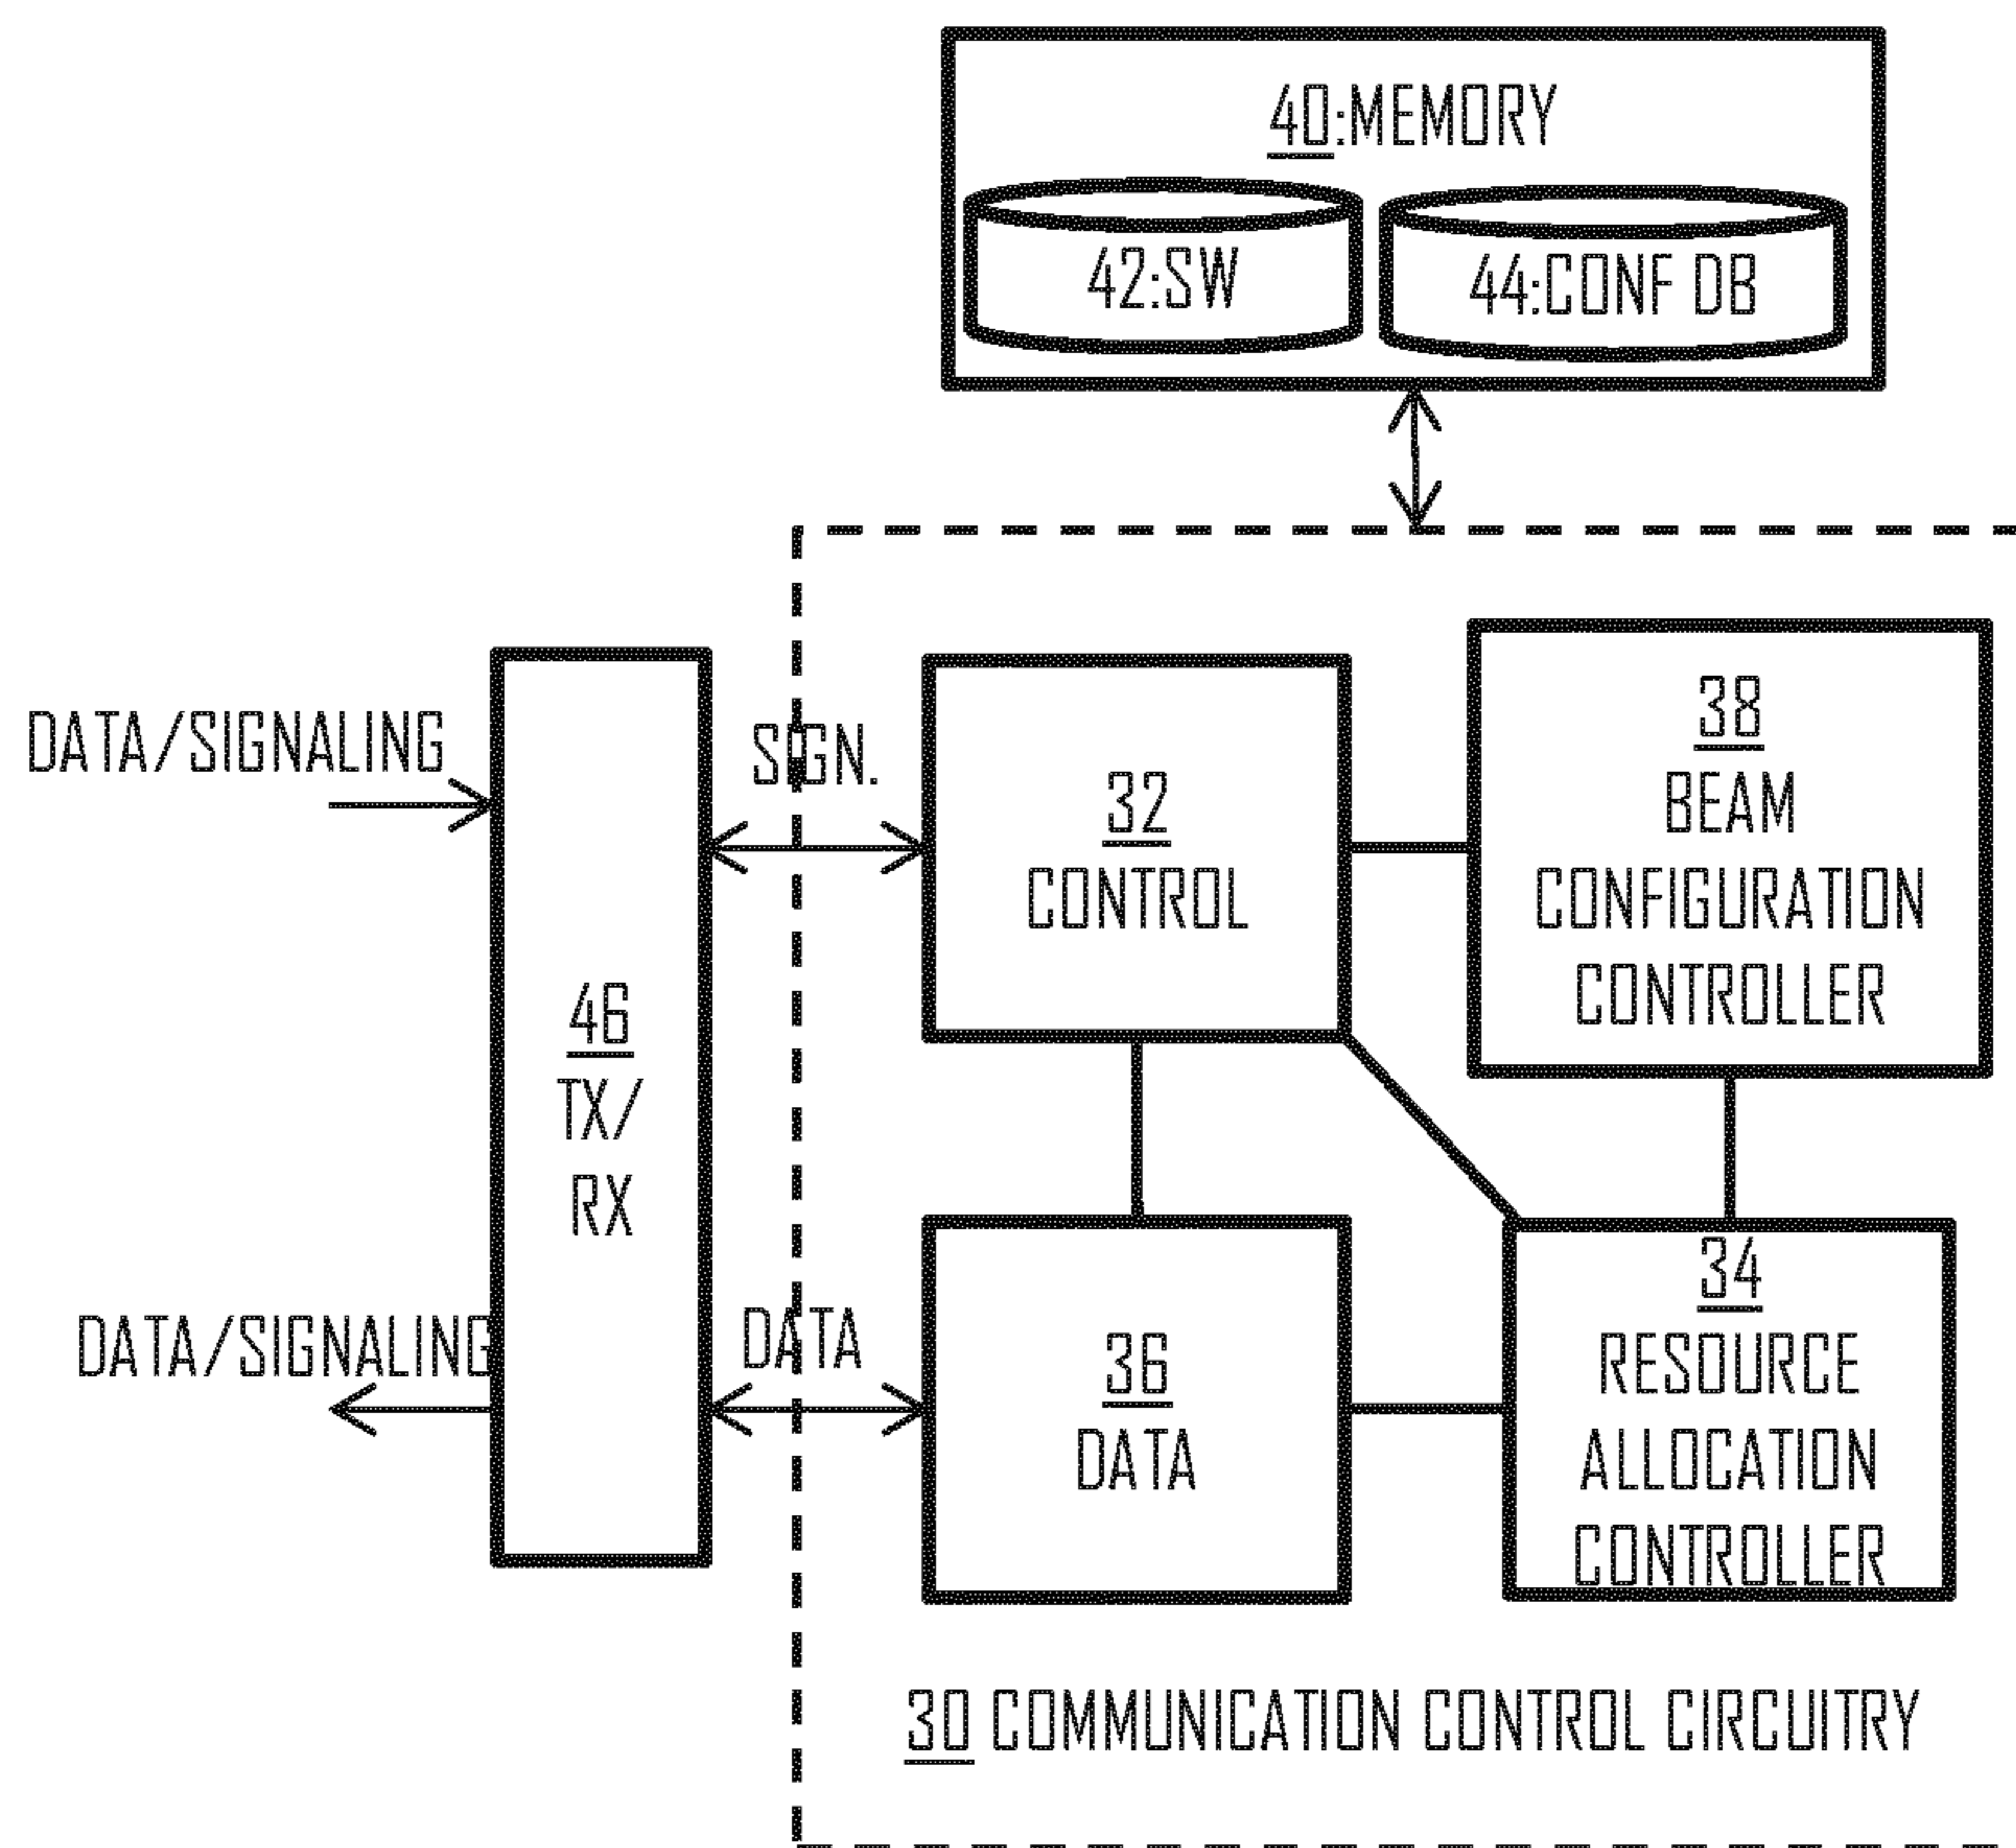 40:MEMORY
42:SW
44:CONF DB
DATA/SIGNALING
SIGN.
32
CONTROL
38
BEAM
CONFIGURATION
CONTROLLER
46
TX/
RX
DATA/SIGNALING
DATA
36
DATA
34
RESOURCE
ALLOCATION
CONTROLLER
30 COMMUNICATION CONTROL CIRCUITRY